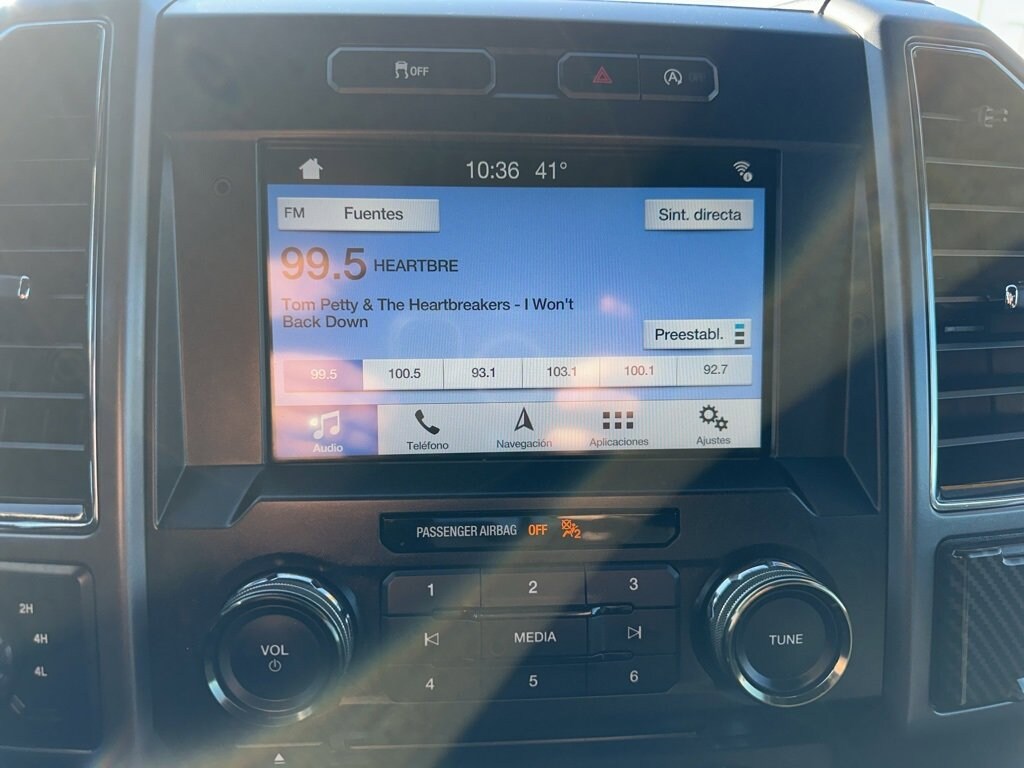 OFF
A OFF
10:36 41°
FM Fuentes
Sint. directa
99.5 HEARTBRE
Tom Petty & The Heartbreakers - I Won't
Back Down
Preestabl.
99.5 100.5 93.1 103.1 100.1 92.7
Audio Teléfono Navegación Aplicaciones Ajustes
PASSENGER AIRBAG OFF 2
1 2 3
VOL
MEDIA
TUNE
4 5 6
2H
4H
4L